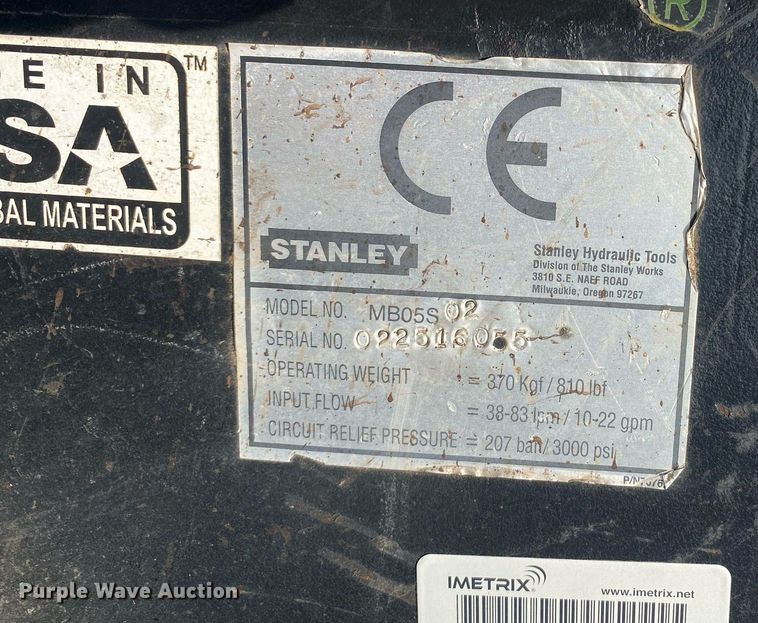 E IN
TM
SA
BAL MATERIALS
R
CE
STANLEY
Stanley Hydraulic Tools
Division of The Stanley Works
3810 S.E. NAEF ROAD
Milwaukie, Oregon 97267
MODEL NO. MB05S02
SERIAL NO. 022516055
OPERATING WEIGHT = 370 Kgf / 810 lbf
INPUT FLOW = 38-83 lpm / 10-22 gpm
CIRCUIT RELIEF PRESSURE = 207 bar/ 3000 psi
IMETRIX
www.imetrix.net
Purple Wave Auction